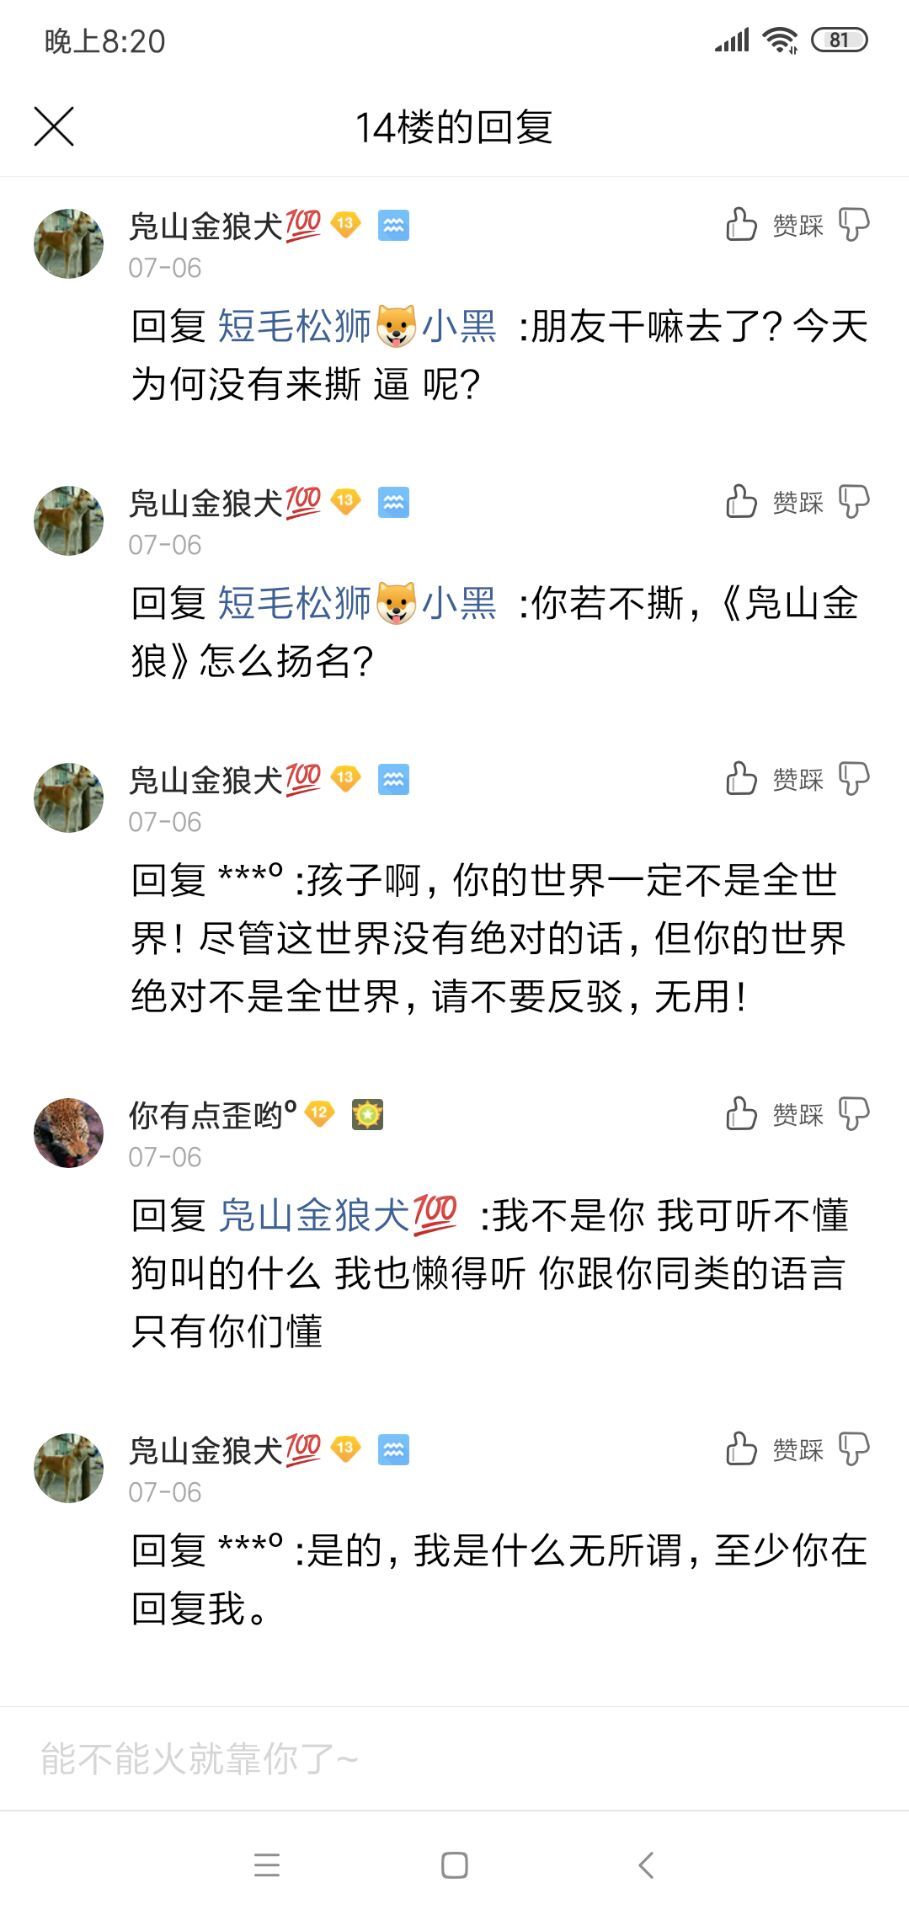 晚上8:20
81
14楼的回复
凫山金狼犬💯 13
赞踩
07-06
回复 短毛松狮🐶小黑 :朋友干嘛去了? 今天
为何没有来撕 逼 呢?
凫山金狼犬💯 13
赞踩
07-06
回复 短毛松狮🐶小黑 :你若不撕,《凫山金
狼》怎么扬名?
凫山金狼犬💯 13
赞踩
07-06
回复 ***º :孩子啊, 你的世界一定不是全世
界! 尽管这世界没有绝对的话, 但你的世界
绝对不是全世界, 请不要反驳, 无用!
你有点歪哟º 12
赞踩
07-06
回复 凫山金狼犬💯 :我不是你 我可听不懂
狗叫的什么 我也懒得听 你跟你同类的语言
只有你们懂
凫山金狼犬💯 13
赞踩
07-06
回复 ***º :是的, 我是什么无所谓, 至少你在
回复我。
能不能火就靠你了~